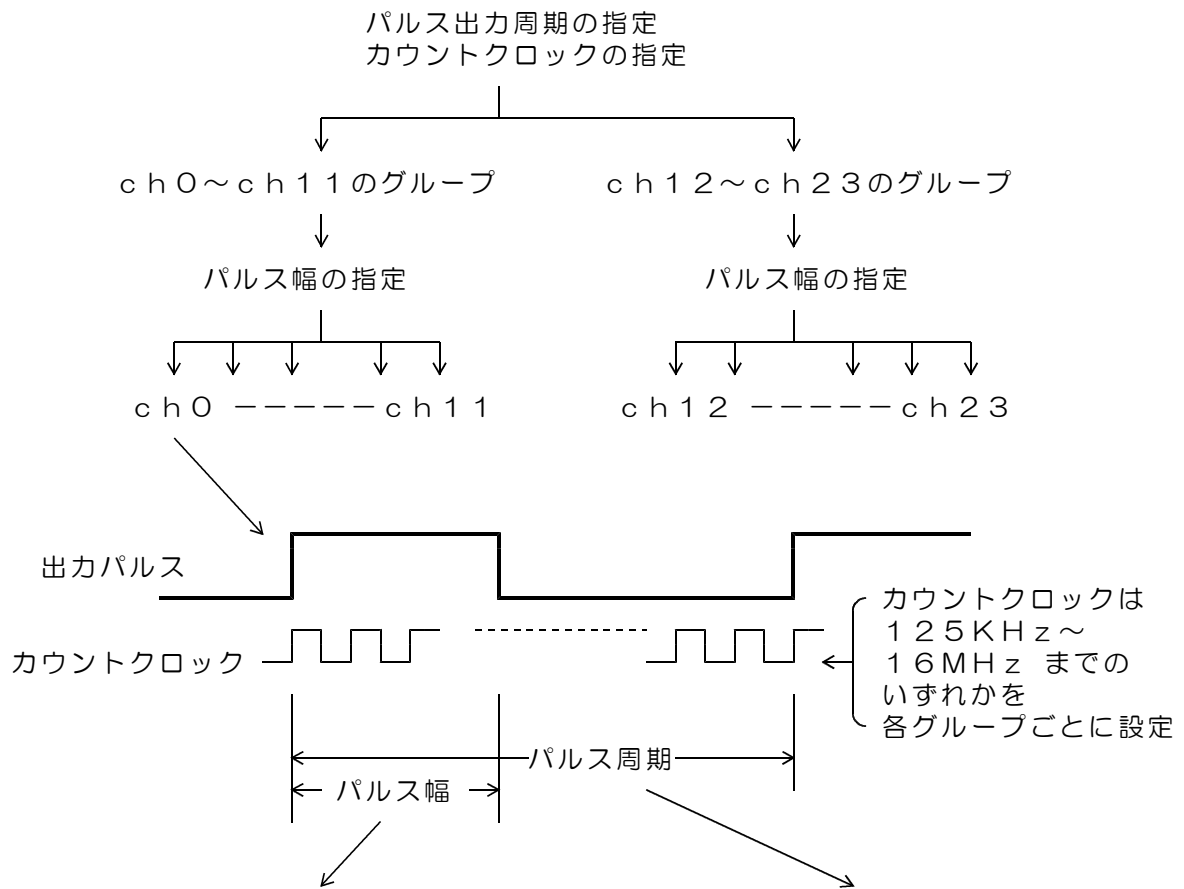 パルス出力周期の指定
カウントクロックの指定
ｃｈ０～ｃｈ１１のグループ
ｃｈ１２～ｃｈ２３のグループ
パルス幅の指定
パルス幅の指定
ｃｈ０ －－－－－ｃｈ１１
ｃｈ１２ －－－－－ｃｈ２３
出力パルス
カウントクロック
カウントクロックは
１２５ＫＨｚ～
１６ＭＨｚ までの
いずれかを
各グループごとに設定
パルス周期
パルス幅